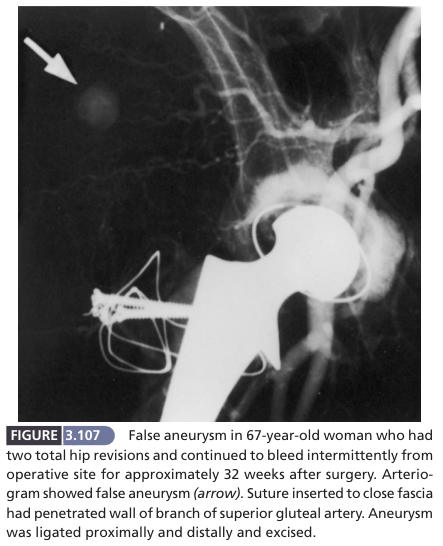 FIGURE 3.107 False aneurysm in 67-year-old woman who had
two total hip revisions and continued to bleed intermittently from
operative site for approximately 32 weeks after surgery. Arterio-
gram showed false aneurysm (arrow). Suture inserted to close fascia
had penetrated wall of branch of superior gluteal artery. Aneurysm
was ligated proximally and distally and excised.